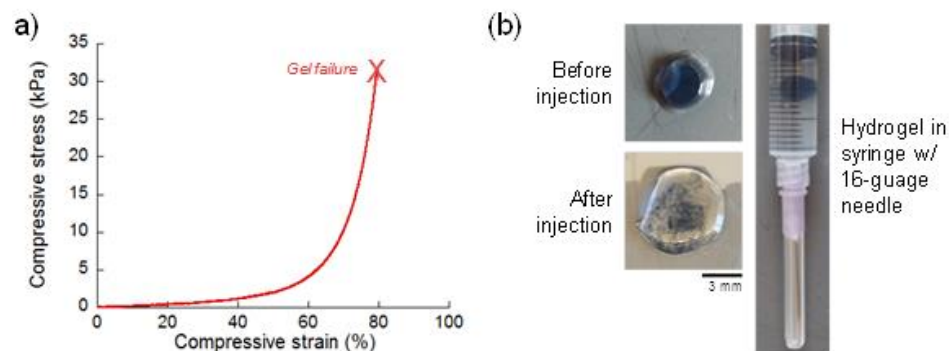 a)
35
30
25
20
15
10
5
0
Compressive stress (kPa)
Gel failure
X
0 20 40 60 80 100
Compressive strain (%)
(b)
Before
injection
After
injection
3 mm
Hydrogel in
syringe w/
16-guage
needle